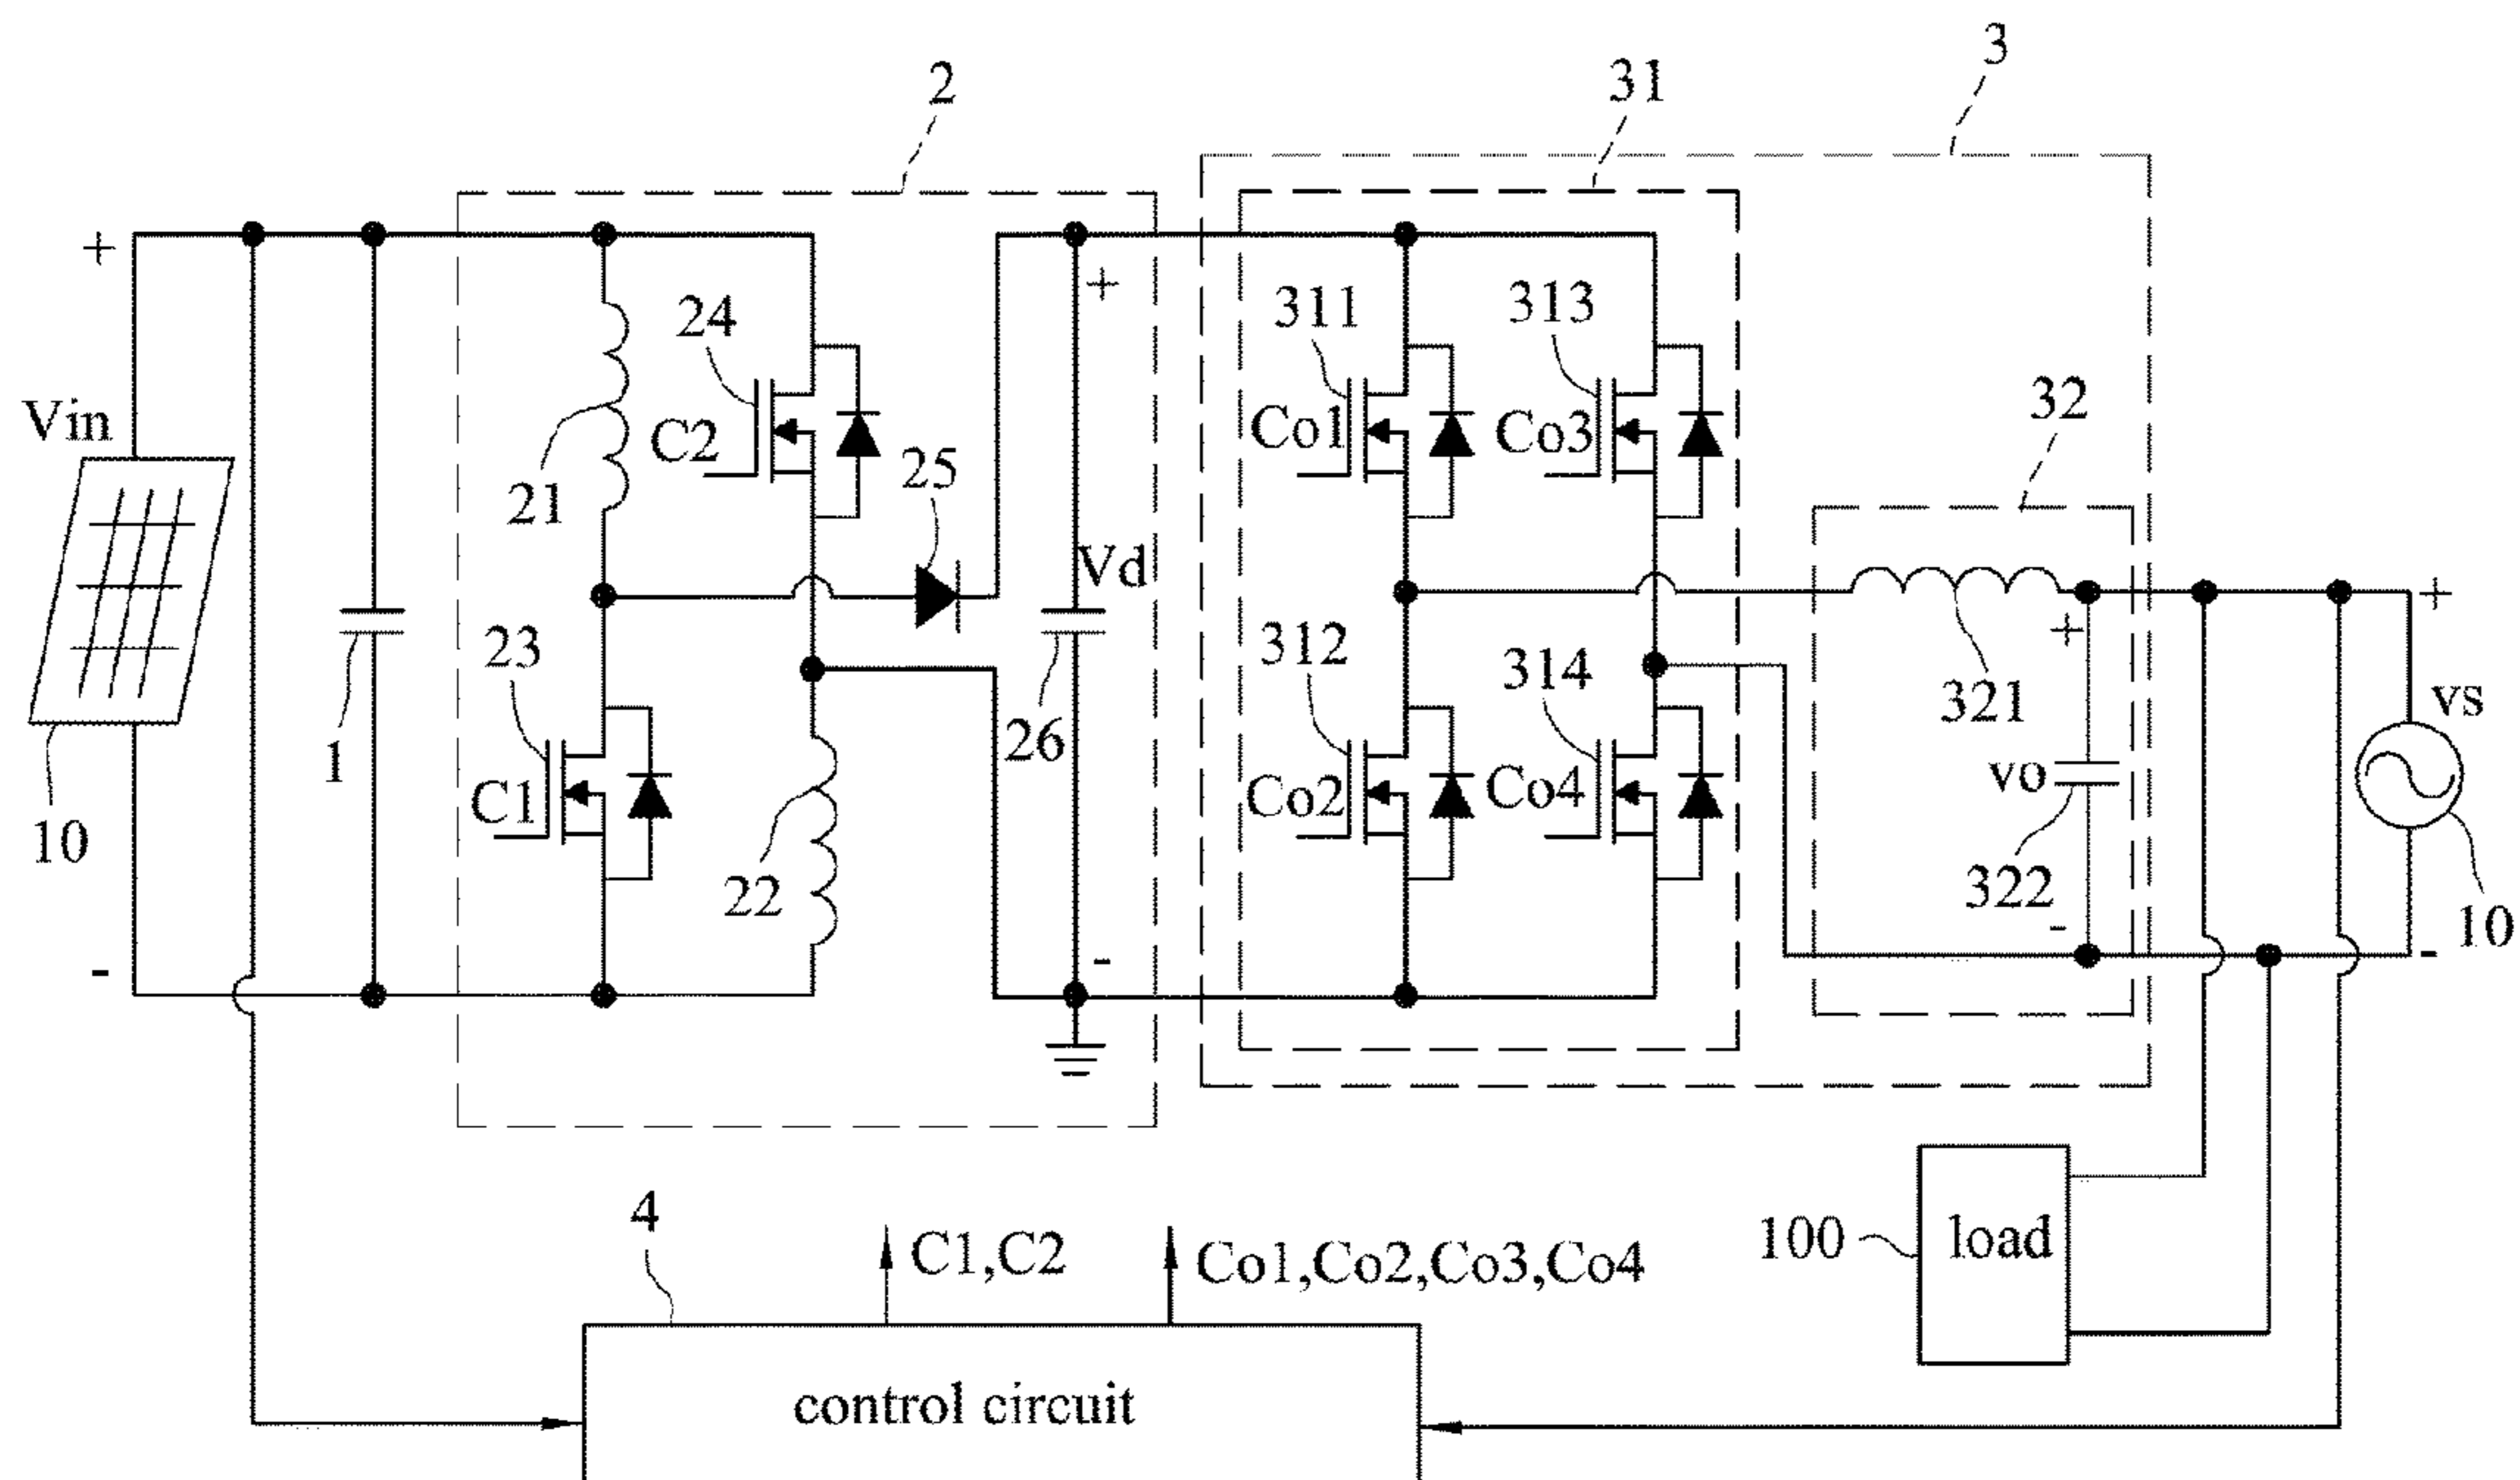 3
2
31
+
+
24
311
313
Vin
C2
Co1
Co3
32
21
25
Vd
+
+
23
312
314
321
vs
1
26
C1
Co2
Co4
vo
10
22
322
10
-
-
-
-
4
C1,C2
Co1,Co2,Co3,Co4
100
load
control circuit